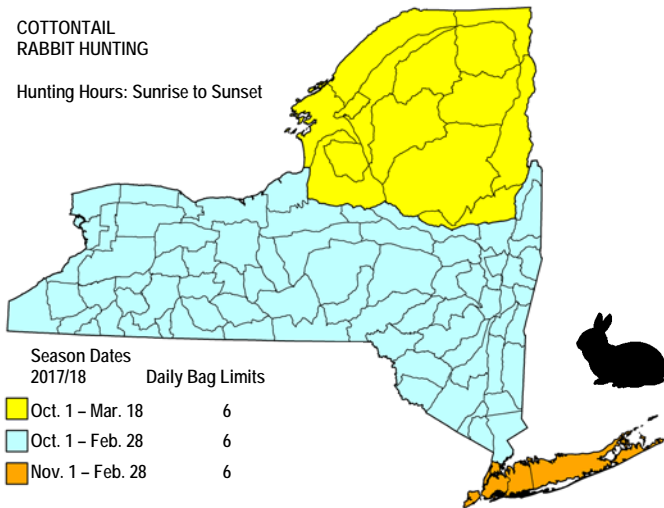 COTTONTAIL
RABBIT HUNTING
Hunting Hours: Sunrise to Sunset
Season Dates
2017/18 Daily Bag Limits
Oct. 1 – Mar. 18 6
Oct. 1 – Feb. 28 6
Nov. 1 – Feb. 28 6